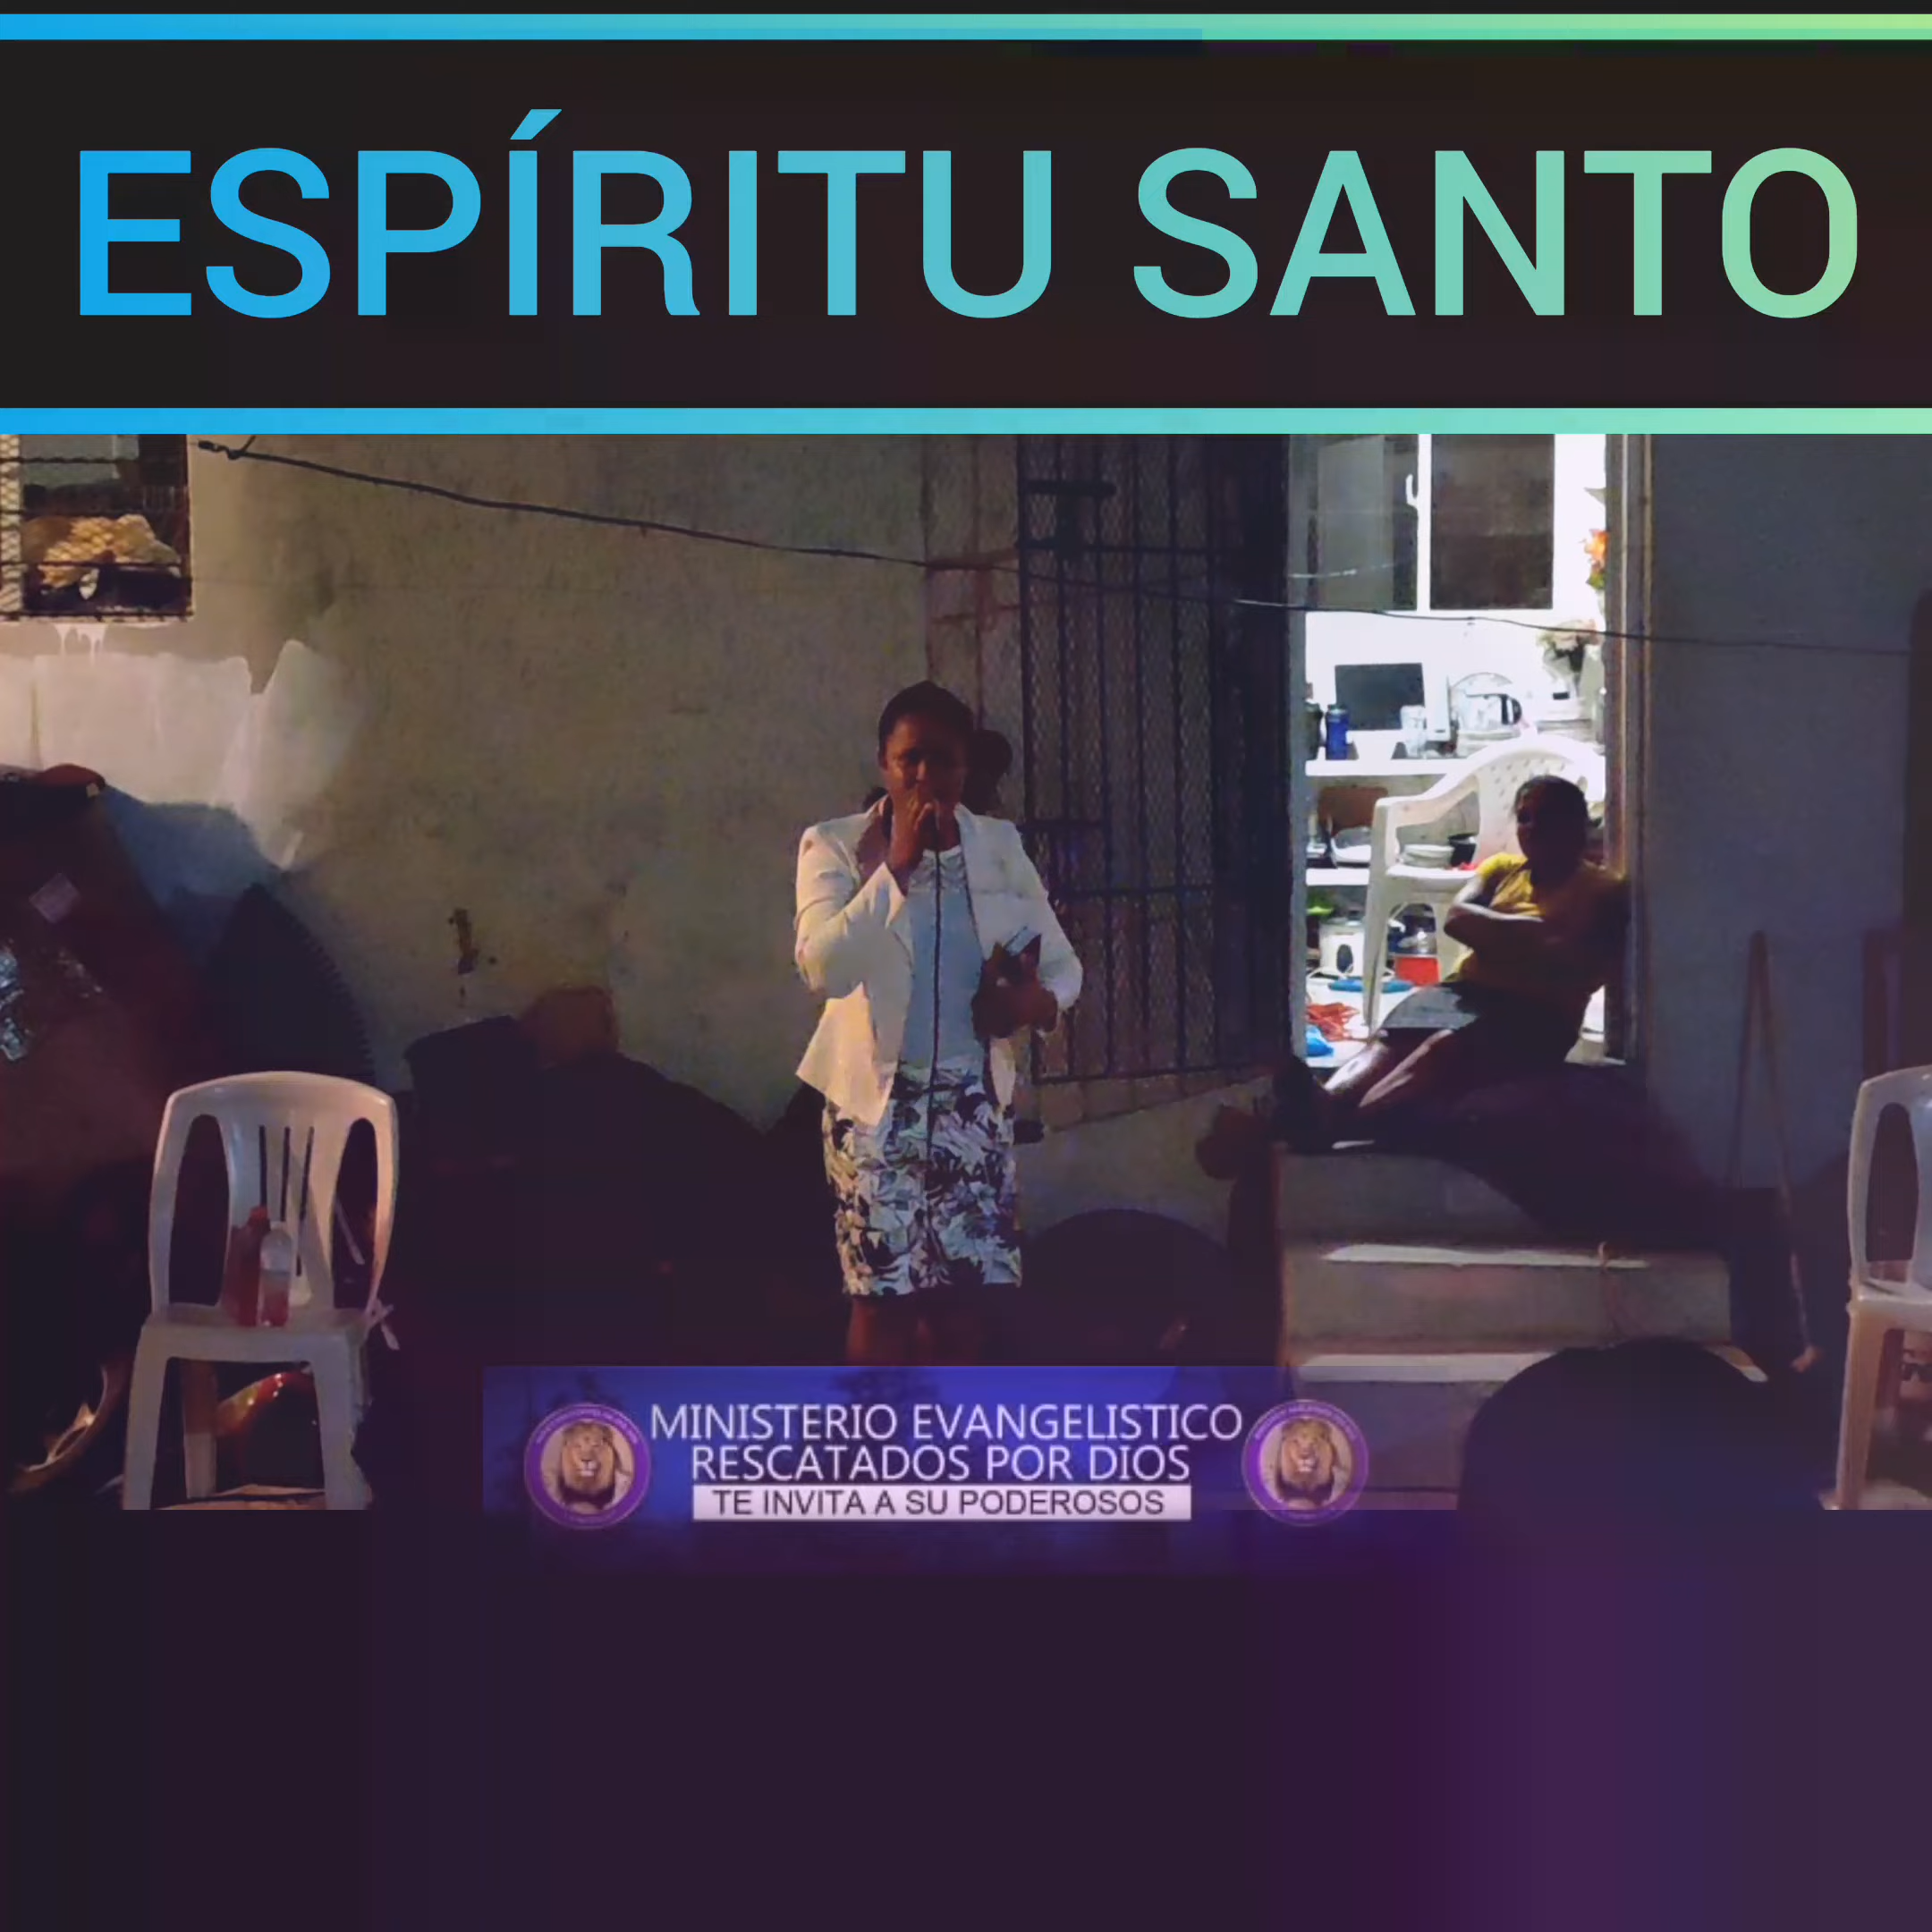 ESPÍRITU SANTO
MINISTERIO EVANGELISTICO
RESCATADOS POR DIOS
TE INVITA A SU PODEROSOS